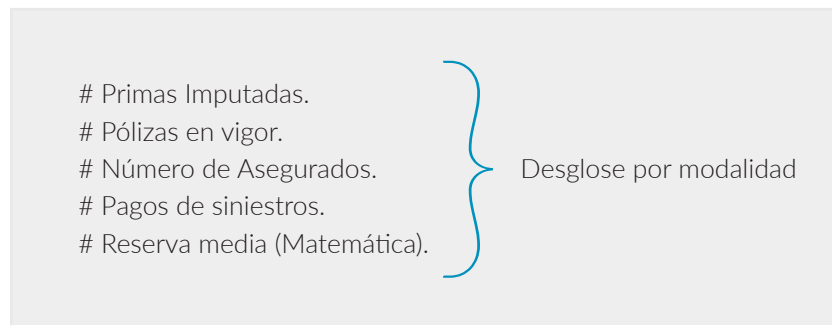 # Primas Imputadas.
# Pólizas en vigor.
# Número de Asegurados.
# Pagos de siniestros.
# Reserva media (Matemática).
Desglose por modalidad